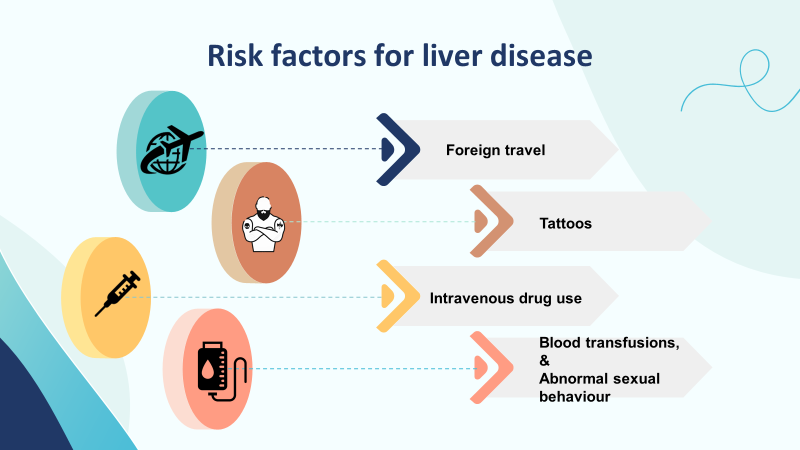 Risk factors for liver disease
Foreign travel
Tattoos
Intravenous drug use
Blood transfusions,
&
Abnormal sexual
behaviour